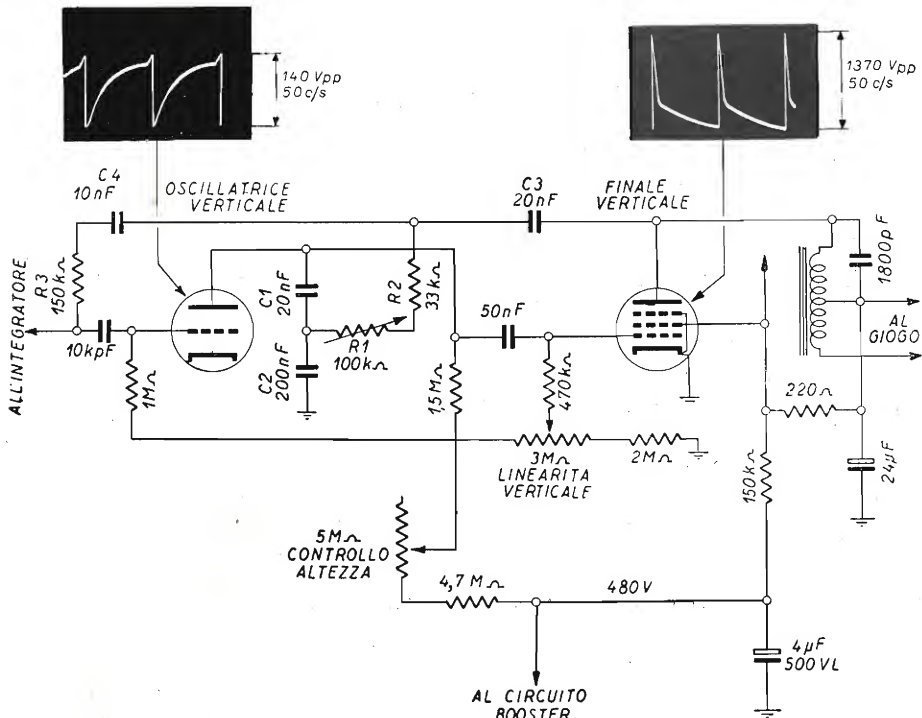 140 Vpp
50 c/s
1370 Vpp
50 c/s
C4
10nF
OSCILLATRICE
VERTICALE
C3
20nF
FINALE
VERTICALE
R3
150kΩ
C1
20nF
R2
33kΩ
1800pF
ALL'INTEGRATORE
10kpF
R1
100kΩ
C2
200nF
50nF
AL
GIOGO
1MΩ
1,5MΩ
470kΩ
220Ω
3MΩ
LINEARITA
VERTICALE
2MΩ
150kΩ
24µF
5MΩ
CONTROLLO
ALTEZZA
4,7MΩ
480V
4µF
500VL
AL CIRCUITO
BOOSTER